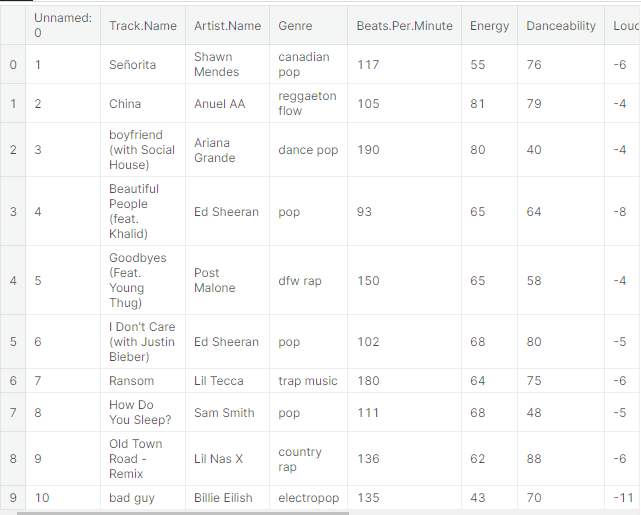 Unnamed: 0 Track.Name Artist.Name Genre Beats.Per.Minute Energy Danceability Louc
0 1 Señorita Shawn Mendes canadian pop 117 55 76 -6
1 2 China Anuel AA reggaeton flow 105 81 79 -4
2 3 boyfriend (with Social House) Ariana Grande dance pop 190 80 40 -4
3 4 Beautiful People (feat. Khalid) Ed Sheeran pop 93 65 64 -8
4 5 Goodbyes (Feat. Young Thug) Post Malone dfw rap 150 65 58 -4
5 6 I Don't Care (with Justin Bieber) Ed Sheeran pop 102 68 80 -5
6 7 Ransom Lil Tecca trap music 180 64 75 -6
7 8 How Do You Sleep? Sam Smith pop 111 68 48 -5
8 9 Old Town Road - Remix Lil Nas X country rap 136 62 88 -6
9 10 bad guy Billie Eilish electropop 135 43 70 -11